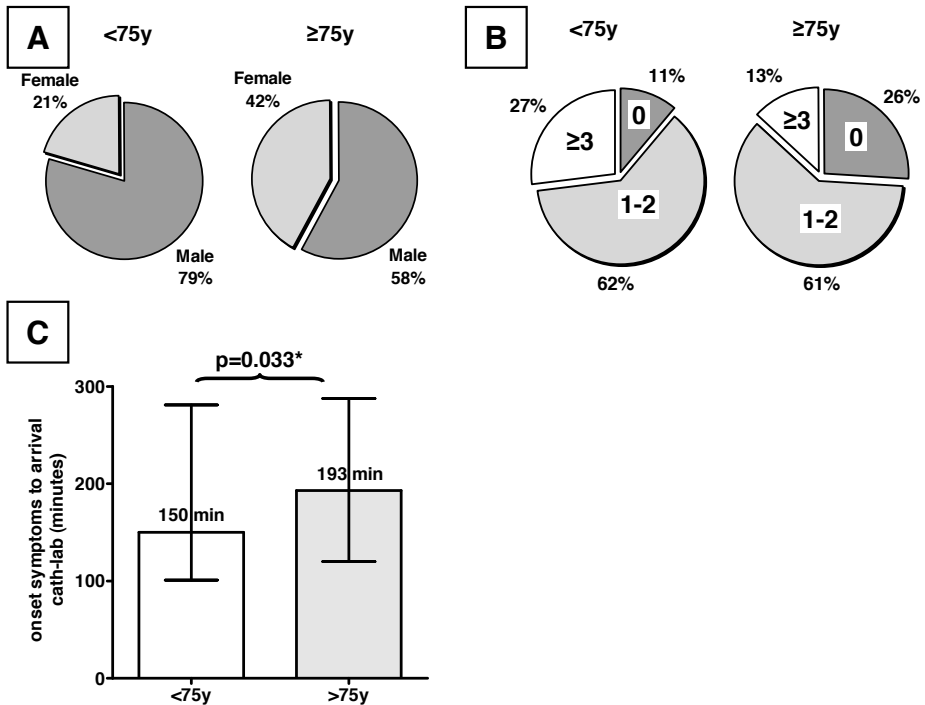 A
<75y
≥75y
Female
21%
Male
79%
Female
42%
Male
58%
B
<75y
≥75y
11%
27%
0
≥3
1-2
62%
13%
26%
≥3
0
1-2
61%
C
p=0.033*
onset symptoms to arrival
cath-lab (minutes)
300
200
100
0
150 min
193 min
<75y
>75y